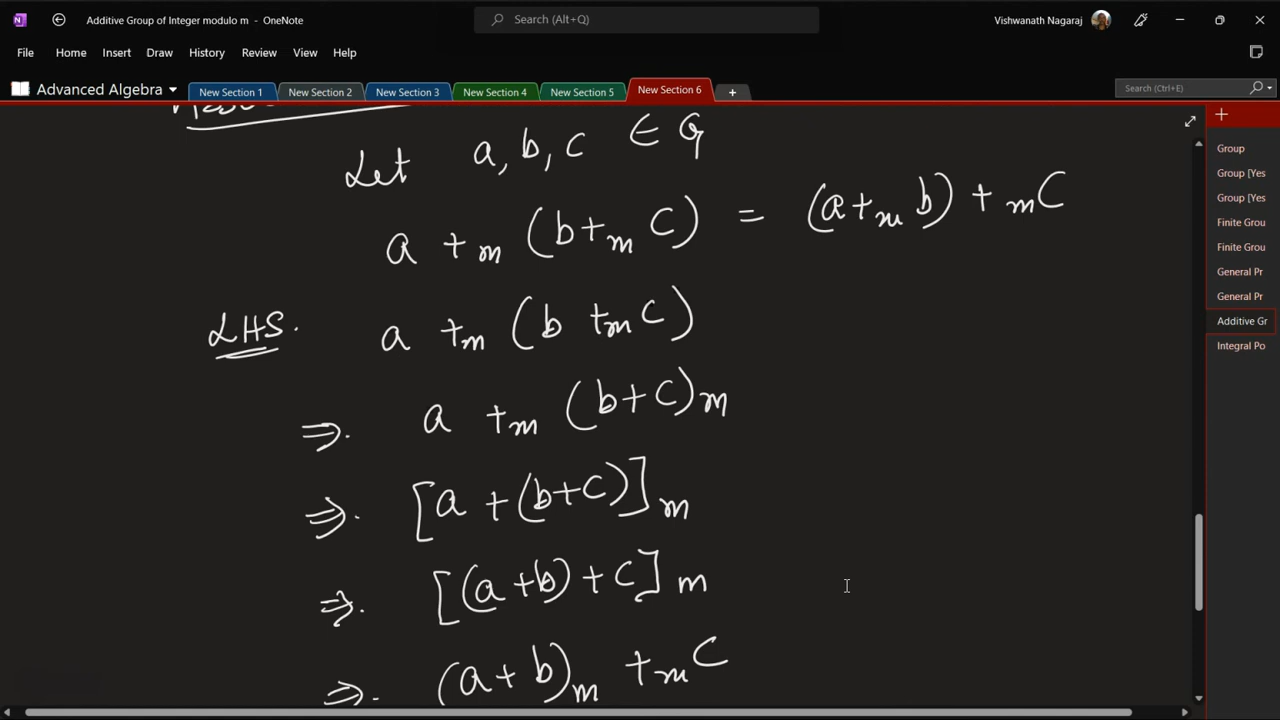 Additive Group of Integer modulo m - OneNote
Search (Alt+Q)
Vishwanath Nagaraj
File Home Insert Draw History Review View Help
Advanced Algebra
New Section 1 New Section 2 New Section 3 New Section 4 New Section 5 New Section 6
Search (Ctrl+E)
Let a, b, c ∈ G
a +m (b +m c) = (a +m b) + m c
LHS. a +m (b +m c)
⇒. a +m (b+c)m
⇒. [a + (b+c)]m
⇒. [(a+b) + c] m
⇒. (a+b)m +m c
Group
Group [Yes
Group [Yes
Finite Grou
Finite Grou
General Pr
General Pr
Additive Gr
Integral Po